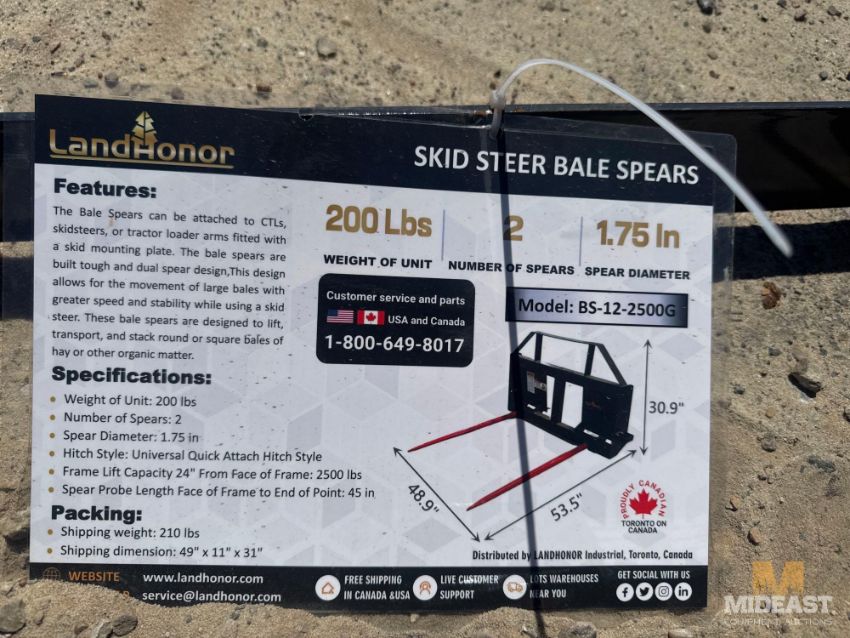 LandHonor
SKID STEER BALE SPEARS
Features:
The Bale Spears can be attached to CTLs,
skidsteers, or tractor loader arms fitted with
a skid mounting plate. The bale spears are
built tough and dual spear design,This design
allows for the movement of large bales with
greater speed and stability while using a skid
steer. These bale spears are designed to lift,
transport, and stack round or square bales of
hay or other organic matter.
200 Lbs
WEIGHT OF UNIT
2
NUMBER OF SPEARS
1.75 In
SPEAR DIAMETER
Customer service and parts
USA and Canada
1-800-649-8017
Model: BS-12-2500G
Specifications:
• Weight of Unit: 200 lbs
• Number of Spears: 2
• Spear Diameter: 1.75 in
• Hitch Style: Universal Quick Attach Hitch Style
• Frame Lift Capacity 24" From Face of Frame: 2500 lbs
• Spear Probe Length Face of Frame to End of Point: 45 in
Packing:
• Shipping weight: 210 lbs
• Shipping dimension: 49" x 11" x 31"
30.9"
48.9"
53.5"
PROUDLY CANADIAN
TORONTO ON
CANADA
Distributed by LANDHONOR Industrial, Toronto, Canada
WEBSITE www.landhonor.com
service@landhonor.com
FREE SHIPPING
IN CANADA &USA
LIVE CUSTOMER
SUPPORT
LOTS WAREHOUSES
NEAR YOU
GET SOCIAL WITH US
M
MIDEAST
EQUIPMENT AUCTIONS